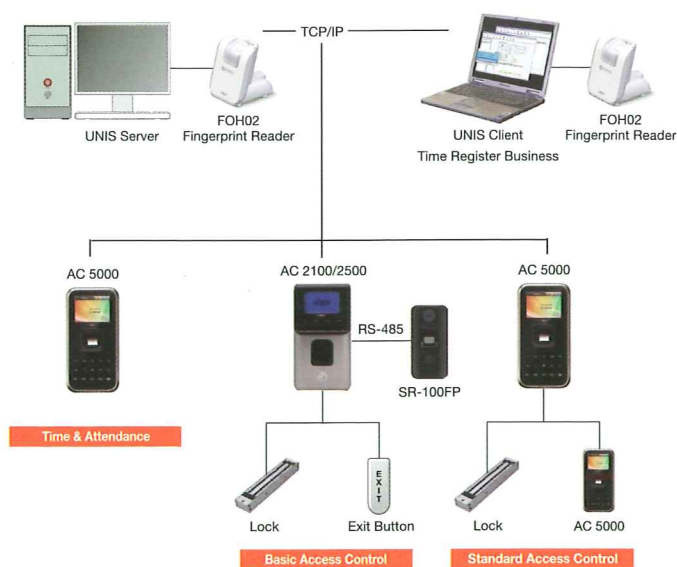 TCP/IP
UNIS Server
FOH02
Fingerprint Reader
UNIS Client
Time Register Business
FOH02
Fingerprint Reader
AC 5000
AC 2100/2500
AC 5000
RS-485
SR-100FP
Time & Attendance
EXIT
Lock
Exit Button
Lock
AC 5000
Basic Access Control
Standard Access Control